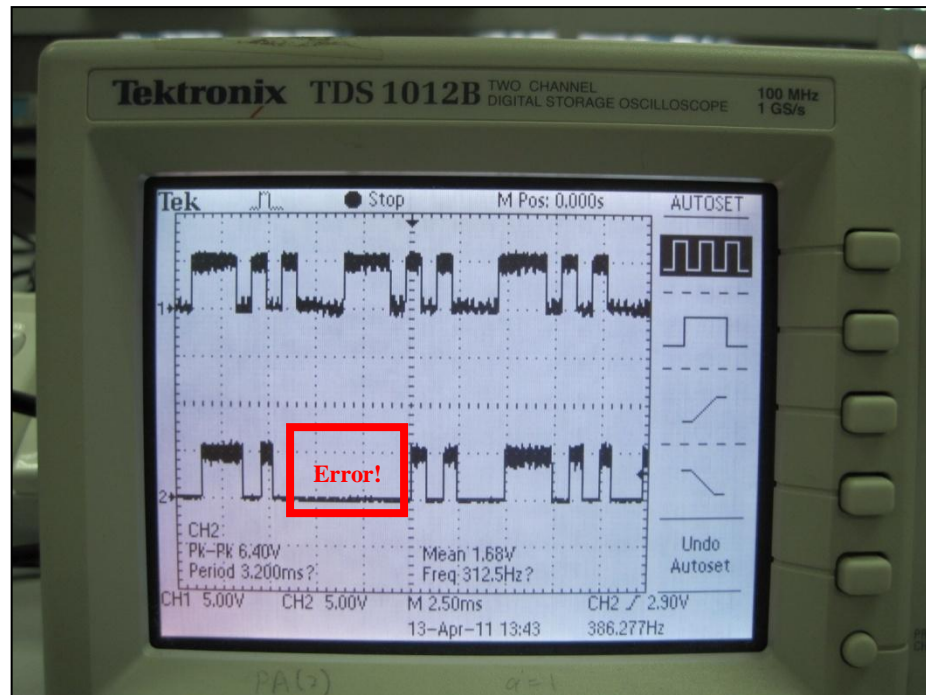 Tektronix TDS 1012B TWO CHANNEL DIGITAL STORAGE OSCILLOSCOPE 100 MHz 1 GS/s
Tek Stop M Pos: 0.000s AUTOSET
1
Error!
2
CH2
Pk-Pk 6.40V
Period 3.200ms?
Mean 1.68V
Freq 312.5Hz?
Undo
Autoset
CH1 5.00V CH2 5.00V M 2.50ms CH2 2.90V
13-Apr-11 13:43 386.277Hz